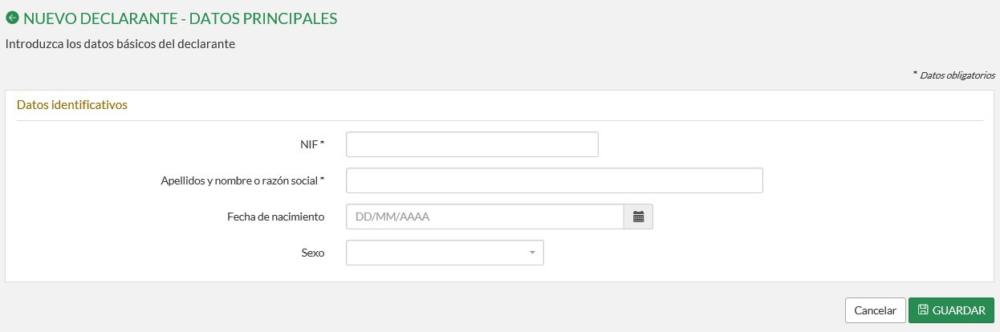 NUEVO DECLARANTE - DATOS PRINCIPALES
Introduzca los datos básicos del declarante
* Datos obligatorios
Datos identificativos
NIF *
Apellidos y nombre o razón social *
Fecha de nacimiento DD/MM/AAAA
Sexo
Cancelar GUARDAR